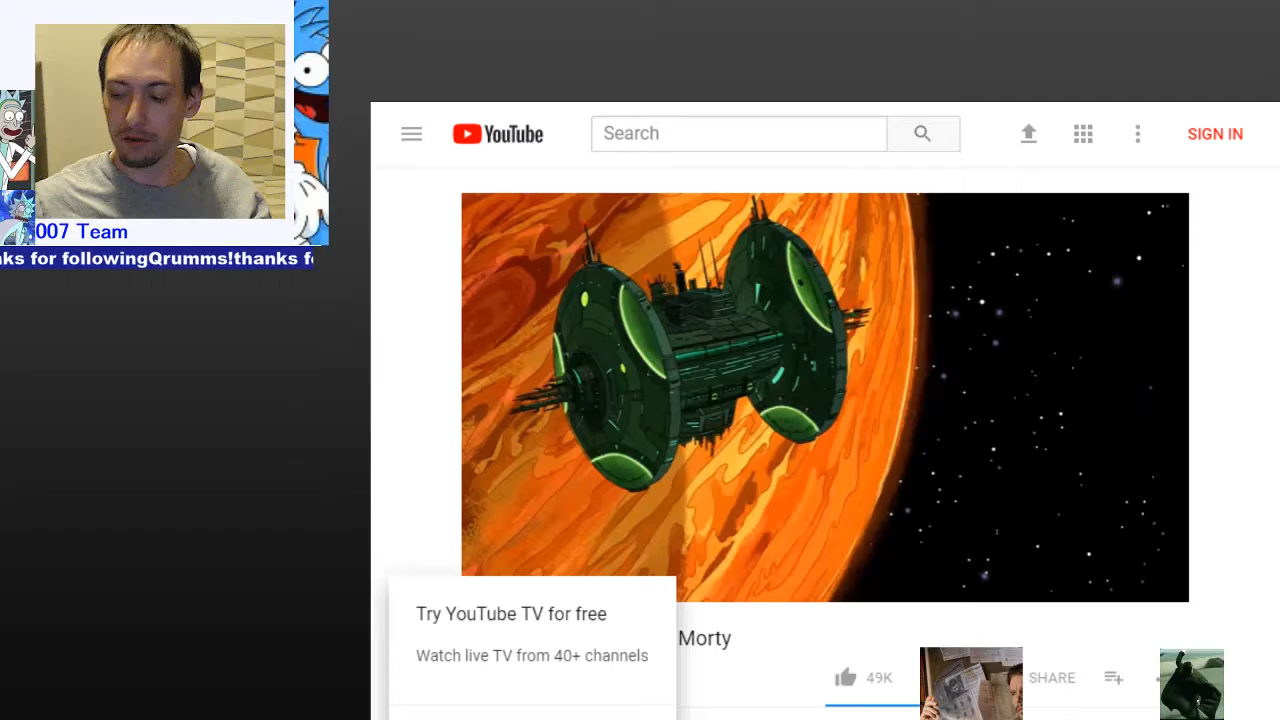 007 Team
ks for followingQrumms!thanks f
YouTube
Search
SIGN IN
Try YouTube TV for free
Watch live TV from 40+ channels
Morty
49K
SHARE